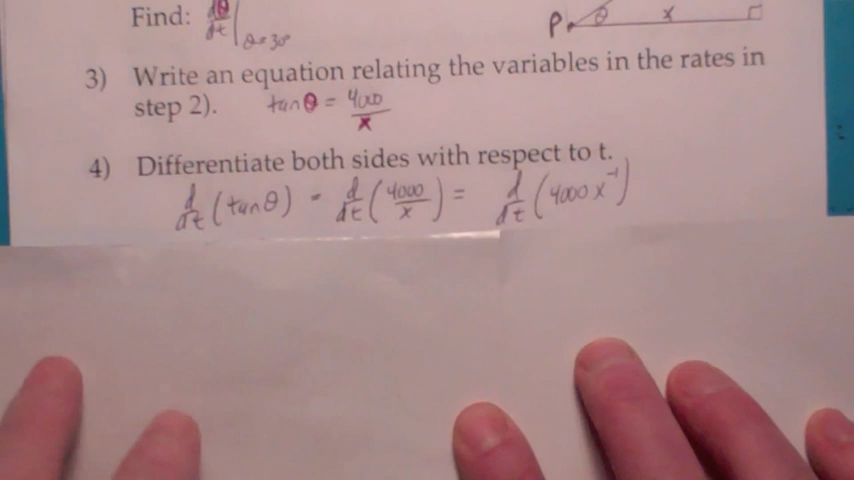 Find: dθ/dt |θ=30°
P θ x
3) Write an equation relating the variables in the rates in
step 2). tan θ = 4000/x
4) Differentiate both sides with respect to t.
d/dt (tan θ) = d/dt (4000/x) = d/dt (4000 x⁻¹)